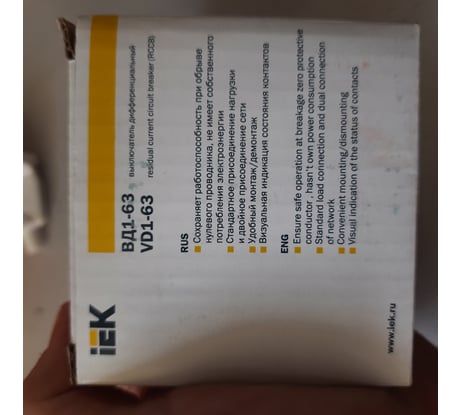 IEK
ВД1-63
VD1-63
выключатель дифференциальный
residual current circuit breaker (RCCB)
RUS
Сохраняет работоспособность при обрыве
нулевого проводника, не имеет собственного
потребления электроэнергии
Стандартное присоединение нагрузки
и двойное присоединение сети
Удобный монтаж/демонтаж
Визуальная индикация состояния контактов
ENG
Ensure safe operation at breakage zero protective
conductor, hasn't own power consumption
Standard load connection and dual connection
of network
Convenient mounting/dismounting
Visual indication of the status of contacts
www.iek.ru